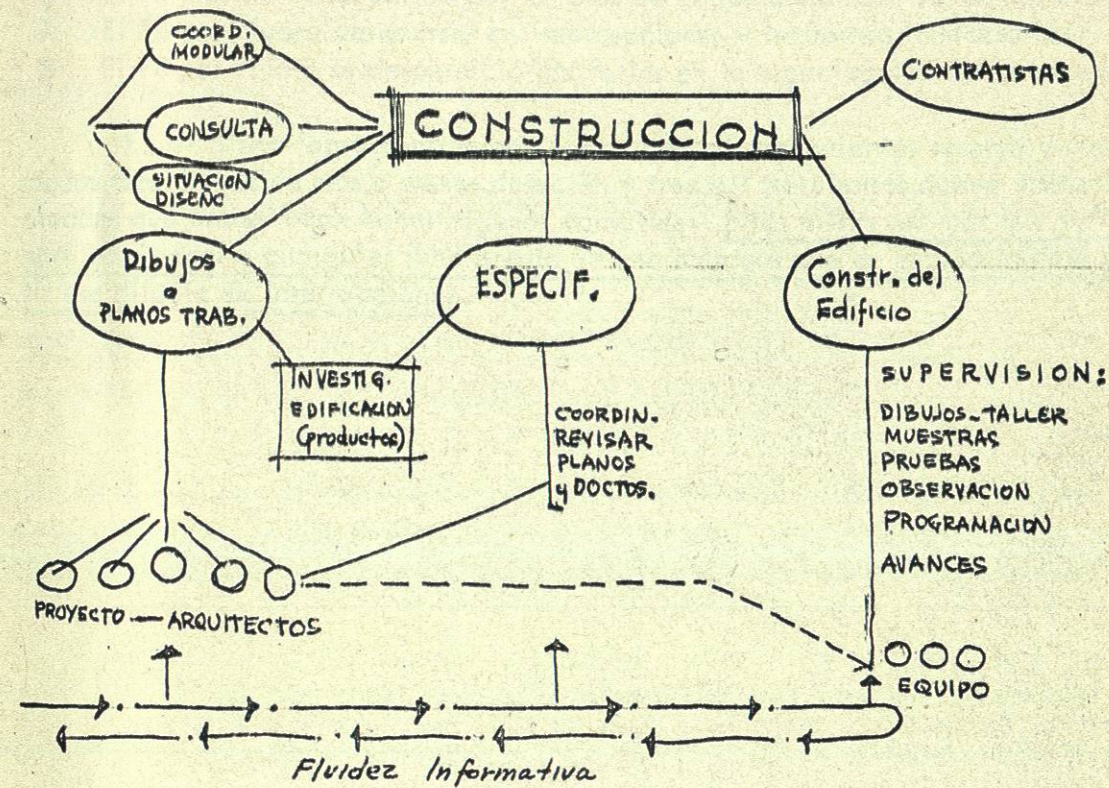 COORD.
MODULAR
CONSULTA
SITUACION
DISEÑO
CONSTRUCCION
CONTRATISTAS
Dibujos
o
PLANOS TRAB.
ESPECIF.
Constr. del
Edificio
INVESTIG.
EDIFICACION
(productos)
COORDIN.
REVISAR
PLANOS
y DOCTOS.
SUPERVISION:
DIBUJOS-TALLER
MUESTRAS
PRUEBAS
OBSERVACION
PROGRAMACION
AVANCES
PROYECTO — ARQUITECTOS
EQUIPO
Fluidez Informativa